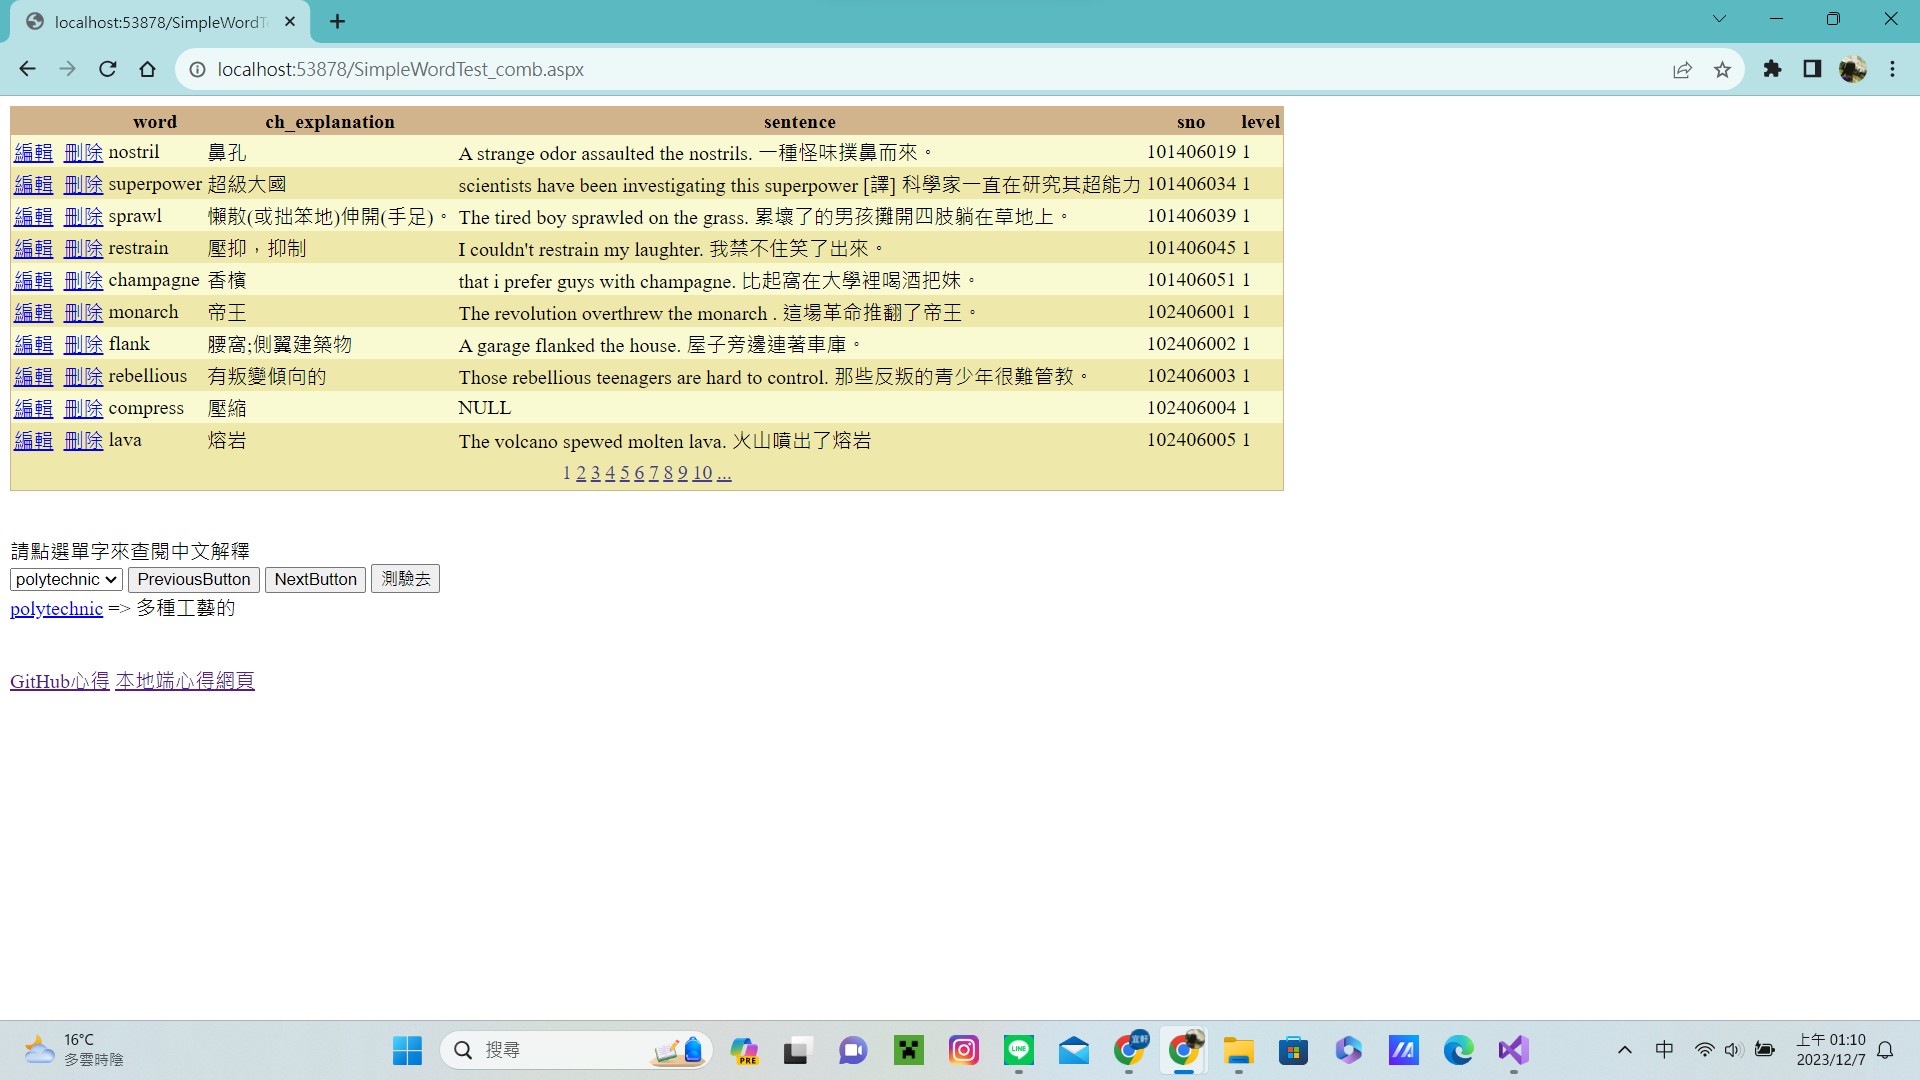 localhost:53878/SimpleWordT
localhost:53878/SimpleWordTest_comb.aspx
word ch_explanation sentence sno level
編輯 刪除 nostril 鼻孔 A strange odor assaulted the nostrils. 一種怪味撲鼻而來。 101406019 1
編輯 刪除 superpower 超級大國 scientists have been investigating this superpower [譯] 科學家一直在研究其超能力 101406034 1
編輯 刪除 sprawl 懶散(或拙笨地)伸開(手足)。 The tired boy sprawled on the grass. 累壞了的男孩攤開四肢躺在草地上。 101406039 1
編輯 刪除 restrain 壓抑，抑制 I couldn't restrain my laughter. 我禁不住笑了出來。 101406045 1
編輯 刪除 champagne 香檳 that i prefer guys with champagne. 比起窩在大學裡喝酒把妹。 101406051 1
編輯 刪除 monarch 帝王 The revolution overthrew the monarch . 這場革命推翻了帝王。 102406001 1
編輯 刪除 flank 腰窩;側翼建築物 A garage flanked the house. 屋子旁邊連著車庫。 102406002 1
編輯 刪除 rebellious 有叛變傾向的 Those rebellious teenagers are hard to control. 那些反叛的青少年很難管教。 102406003 1
編輯 刪除 compress 壓縮 NULL 102406004 1
編輯 刪除 lava 熔岩 The volcano spewed molten lava. 火山噴出了熔岩 102406005 1
1 2 3 4 5 6 7 8 9 10 ...
請點選單字來查閱中文解釋
polytechnic PreviousButton NextButton 測驗去
polytechnic => 多種工藝的
GitHub心得 本地端心得網頁
16°C
多雲時陰
搜尋
PRE
LINE
宜軒
中
上午 01:10
2023/12/7